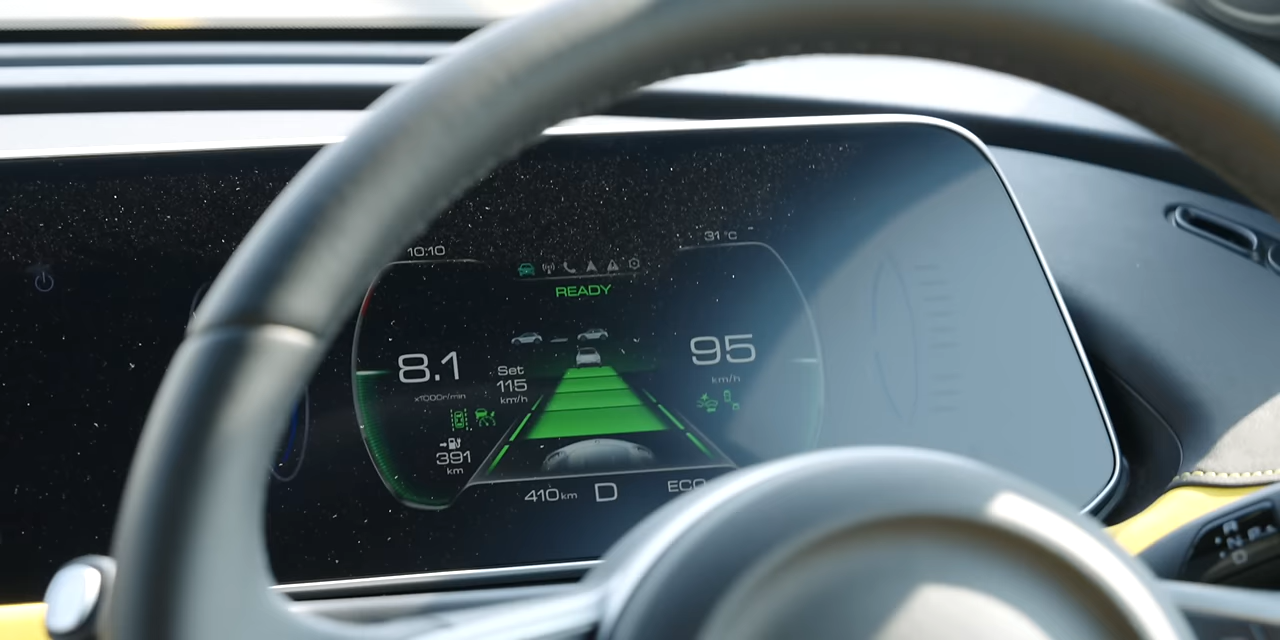 10:10
31 °C
READY
8.1
x1000r/min
Set
115
km/h
95
km/h
391
km
410km D ECO
R
N P
D